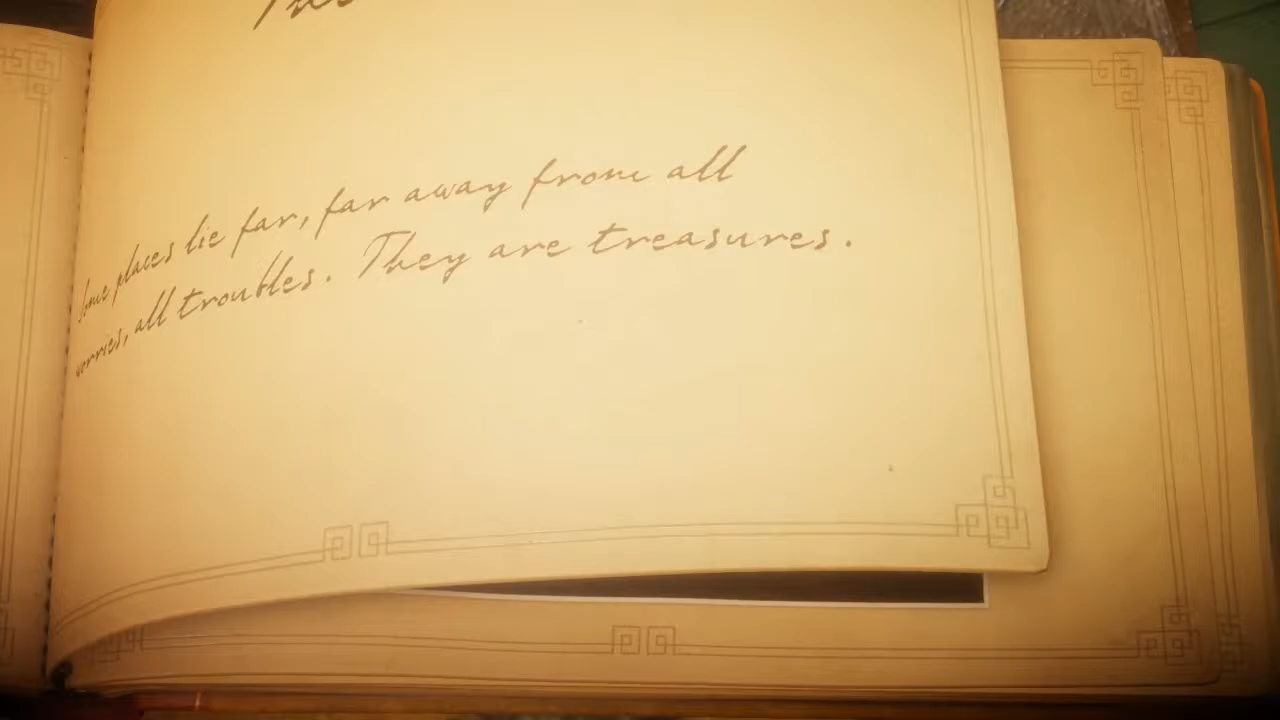 Some places lie far, far away from all
worries, all troubles. They are treasures.